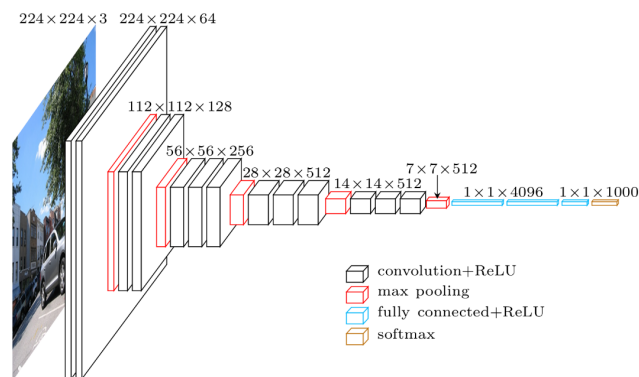 224×224×3
224×224×64
112×112×128
56×56×256
28×28×512
14×14×512
7×7×512
1×1×4096
1×1×1000
convolution+ReLU
max pooling
fully connected+ReLU
softmax